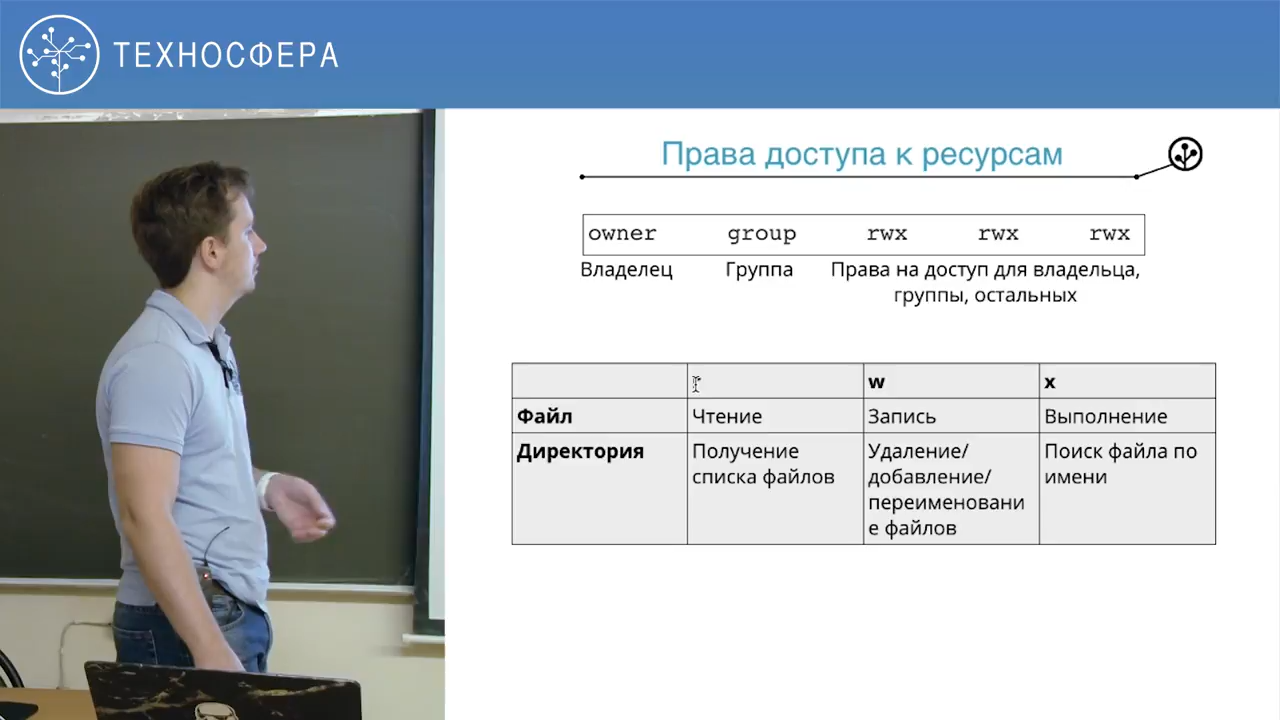 ТЕХНОСФЕРА
Права доступа к ресурсам
owner group rwx rwx rwx
Владелец Группа Права на доступ для владельца,
группы, остальных
r w x
Файл Чтение Запись Выполнение
Директория Получение Удаление/ Поиск файла по
списка файлов добавление/ имени
переименовани
е файлов